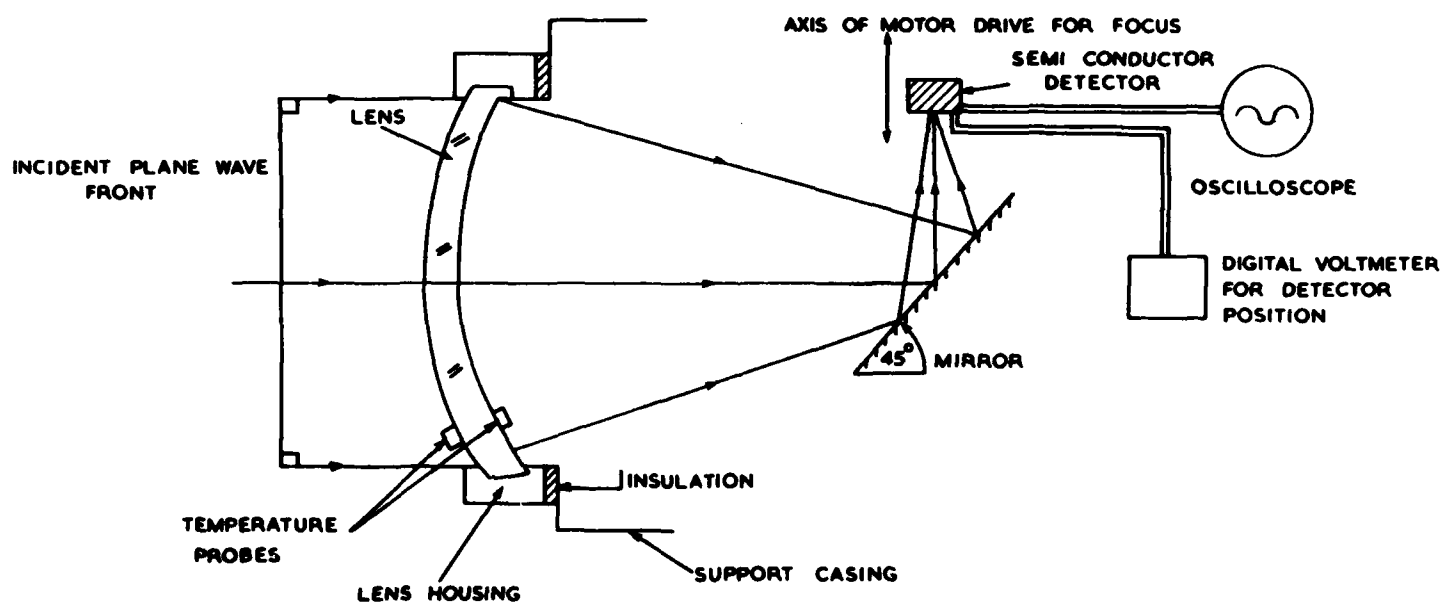 AXIS OF MOTOR DRIVE FOR FOCUS
SEMI CONDUCTOR
DETECTOR
LENS
INCIDENT PLANE WAVE
FRONT
OSCILLOSCOPE
DIGITAL VOLTMETER
FOR DETECTOR
POSITION
45°
MIRROR
INSULATION
TEMPERATURE
PROBES
SUPPORT CASING
LENS HOUSING